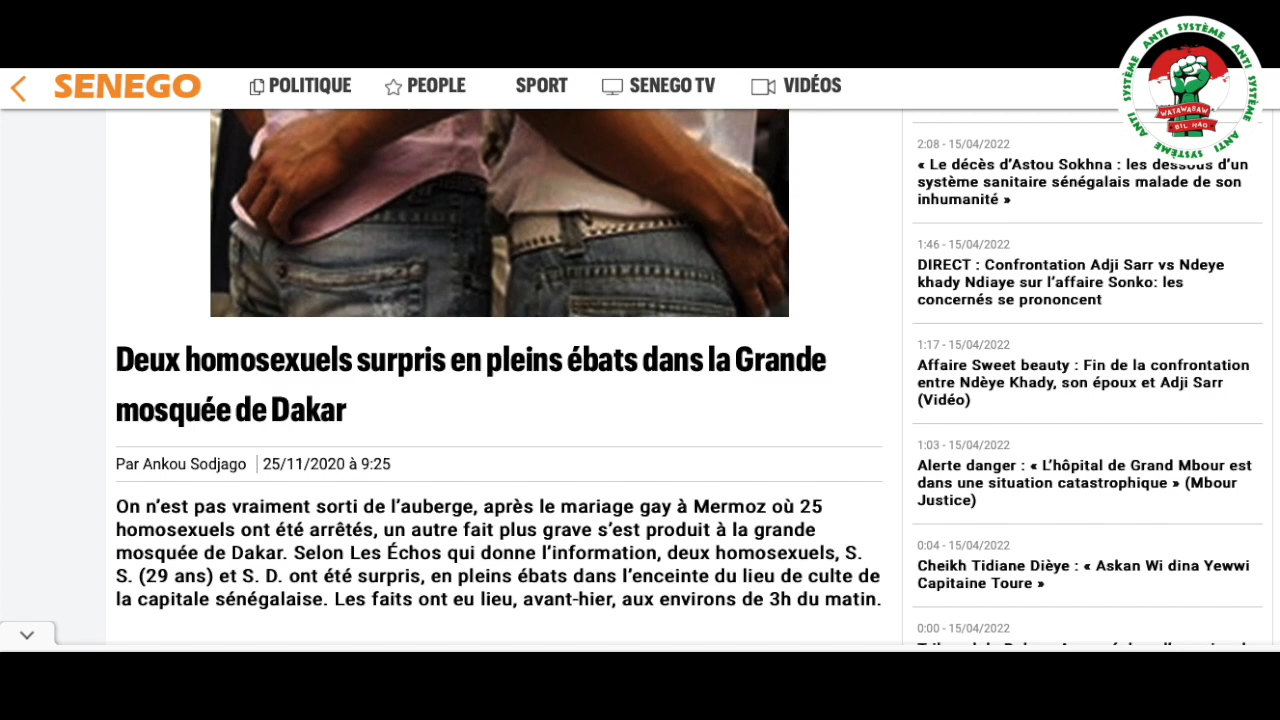 SENEGO
POLITIQUE
PEOPLE
SPORT
SENEGO TV
VIDÉOS
ANTI SYSTÈME ANTI SYSTÈME ANTI SYSTÈME
WATAWASAW
BIL HAQ
Deux homosexuels surpris en pleins ébats dans la Grande
mosquée de Dakar
Par Ankou Sodjago | 25/11/2020 à 9:25
On n’est pas vraiment sorti de l’auberge, après le mariage gay à Mermoz où 25
homosexuels ont été arrêtés, un autre fait plus grave s’est produit à la grande
mosquée de Dakar. Selon Les Échos qui donne l’information, deux homosexuels, S.
S. (29 ans) et S. D. ont été surpris, en pleins ébats dans l’enceinte du lieu de culte de
la capitale sénégalaise. Les faits ont eu lieu, avant-hier, aux environs de 3h du matin.
2:08 - 15/04/2022
« Le décès d’Astou Sokhna : les dessous d’un
système sanitaire sénégalais malade de son
inhumanité »
1:46 - 15/04/2022
DIRECT : Confrontation Adji Sarr vs Ndeye
khady Ndiaye sur l’affaire Sonko: les
concernés se prononcent
1:17 - 15/04/2022
Affaire Sweet beauty : Fin de la confrontation
entre Ndèye Khady, son époux et Adji Sarr
(Vidéo)
1:03 - 15/04/2022
Alerte danger : « L’hôpital de Grand Mbour est
dans une situation catastrophique » (Mbour
Justice)
0:04 - 15/04/2022
Cheikh Tidiane Dièye : « Askan Wi dina Yewwi
Capitaine Toure »
0:00 - 15/04/2022